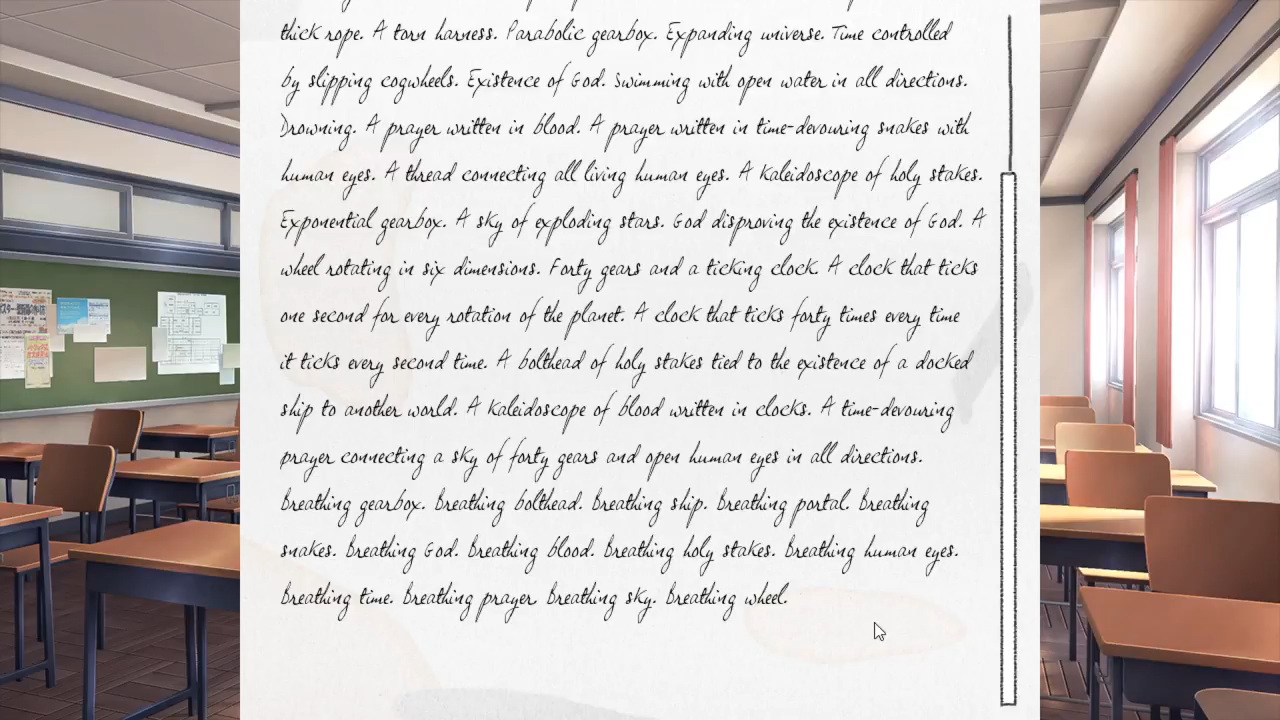 thick rope. A torn harness. Parabolic gearbox. Expanding universe. Time controlled
by slipping cogwheels. Existence of God. Swimming with open water in all directions.
Drowning. A prayer written in blood. A prayer written in time-devouring snakes with
human eyes. A thread connecting all living human eyes. A kaleidoscope of holy stakes.
Exponential gearbox. A sky of exploding stars. God disproving the existence of God. A
wheel rotating in six dimensions. Forty gears and a ticking clock. A clock that ticks
one second for every rotation of the planet. A clock that ticks forty times every time
it ticks every second time. A bolthead of holy stakes tied to the existence of a docked
ship to another world. A kaleidoscope of blood written in clocks. A time-devouring
prayer connecting a sky of forty gears and open human eyes in all directions.
Breathing gearbox. Breathing bolthead. Breathing ship. Breathing portal. Breathing
snakes. Breathing God. Breathing blood. Breathing holy stakes. Breathing human eyes.
Breathing time. Breathing prayer. Breathing sky. Breathing wheel.